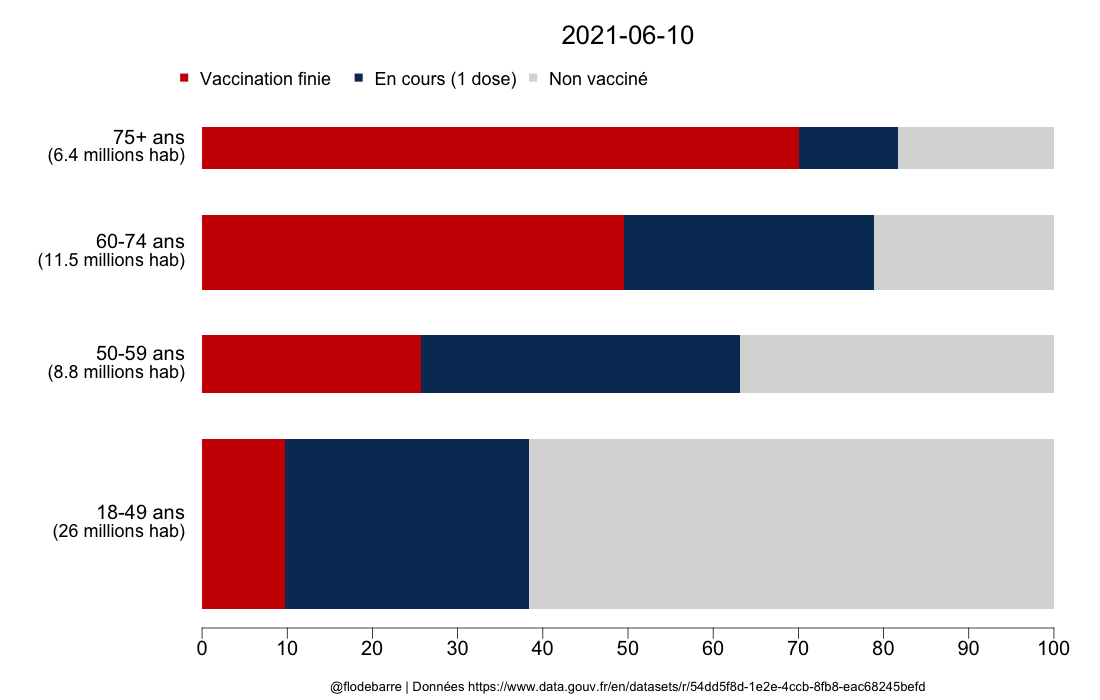 2021-06-10
Vaccination finie En cours (1 dose) Non vacciné
75+ ans
(6.4 millions hab)
60-74 ans
(11.5 millions hab)
50-59 ans
(8.8 millions hab)
18-49 ans
(26 millions hab)
0 10 20 30 40 50 60 70 80 90 100
@flodebarre | Données https://www.data.gouv.fr/en/datasets/r/54dd5f8d-1e2e-4ccb-8fb8-eac68245befd